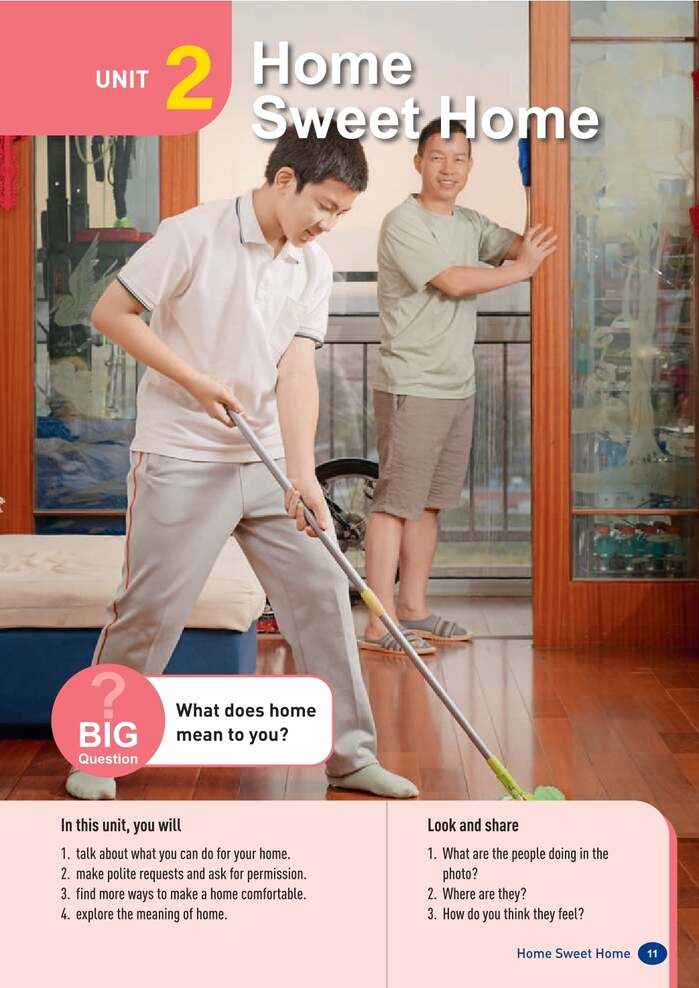 UNIT 2
Home
Sweet Home
?
BIG
Question
What does home
mean to you?
In this unit, you will
1. talk about what you can do for your home.
2. make polite requests and ask for permission.
3. find more ways to make a home comfortable.
4. explore the meaning of home.
Look and share
1. What are the people doing in the
photo?
2. Where are they?
3. How do you think they feel?
Home Sweet Home 11